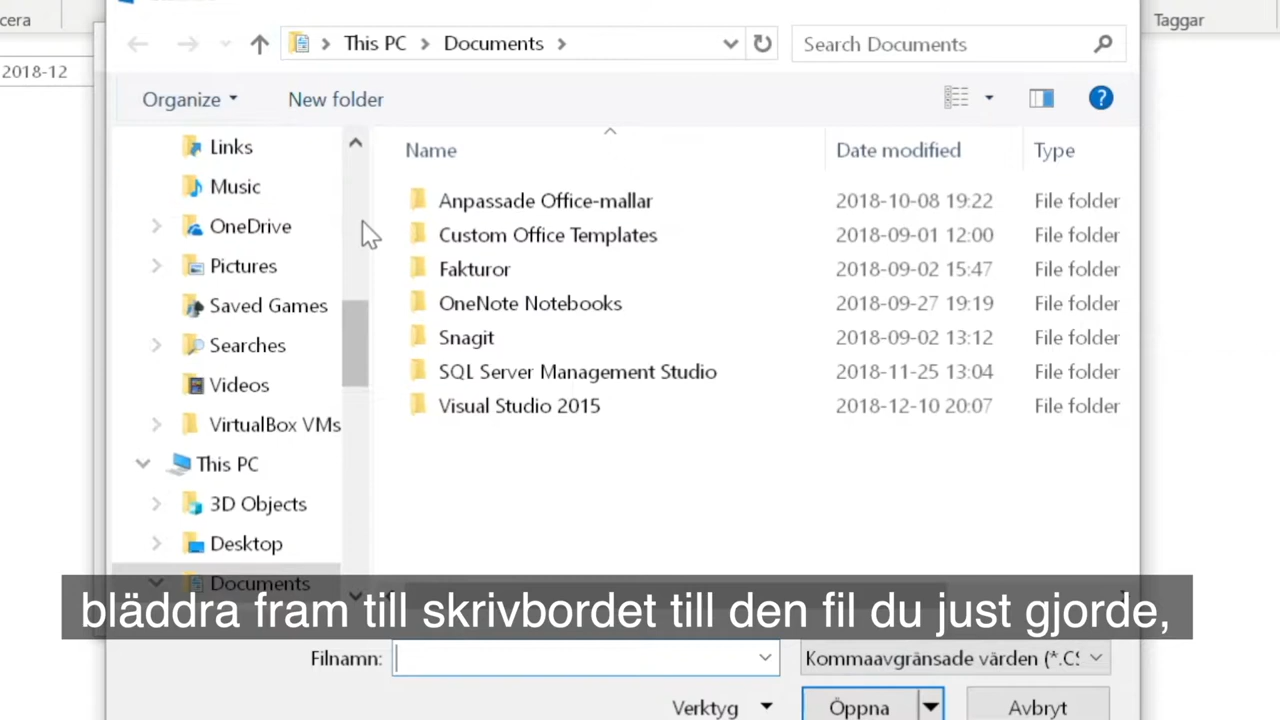 cera
Taggar
This PC
Documents
Search Documents
2018-12
Organize
New folder
?
Links
Music
OneDrive
Pictures
Saved Games
Searches
Videos
VirtualBox VMs
This PC
3D Objects
Desktop
Documents
Name Date modified Type
Anpassade Office-mallar 2018-10-08 19:22 File folder
Custom Office Templates 2018-09-01 12:00 File folder
Fakturor 2018-09-02 15:47 File folder
OneNote Notebooks 2018-09-27 19:19 File folder
Snagit 2018-09-02 13:12 File folder
SQL Server Management Studio 2018-11-25 13:04 File folder
Visual Studio 2015 2018-12-10 20:07 File folder
bläddra fram till skrivbordet till den fil du just gjorde,
Filnamn:
Kommaavgränsade värden (*.CS
Verktyg
Öppna
Avbryt